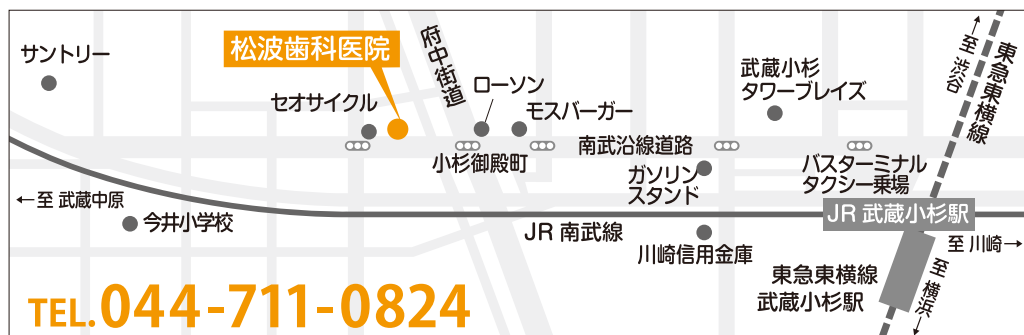 サントリー
松波歯科医院
セオサイクル
府中街道
ローソン
モスバーガー
小杉御殿町
南武沿線道路
武蔵小杉
タワープレイズ
ガソリン
スタンド
バスターミナル
タクシー乗場
至 渋谷
東急東横線
←至 武蔵中原
今井小学校
JR 南武線
川崎信用金庫
JR 武蔵小杉駅
至 川崎→
東急東横線
武蔵小杉駅
至 横浜
TEL.044-711-0824